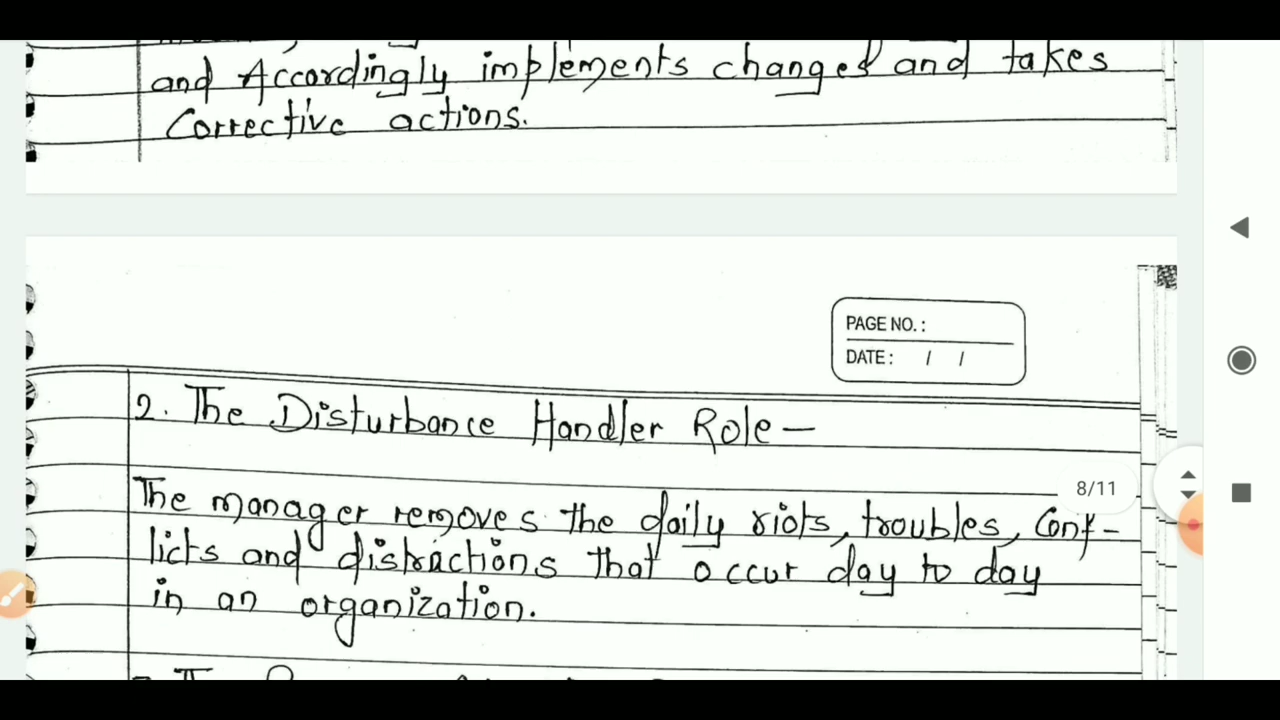 and Accordingly implements changes and takes
Corrective actions.
PAGE NO. :
DATE : / /
2. The Disturbance Handler Role —
The manager removes the daily riots, troubles, Conf-
licts and distractions that occur day to day
in an organization.
8/11